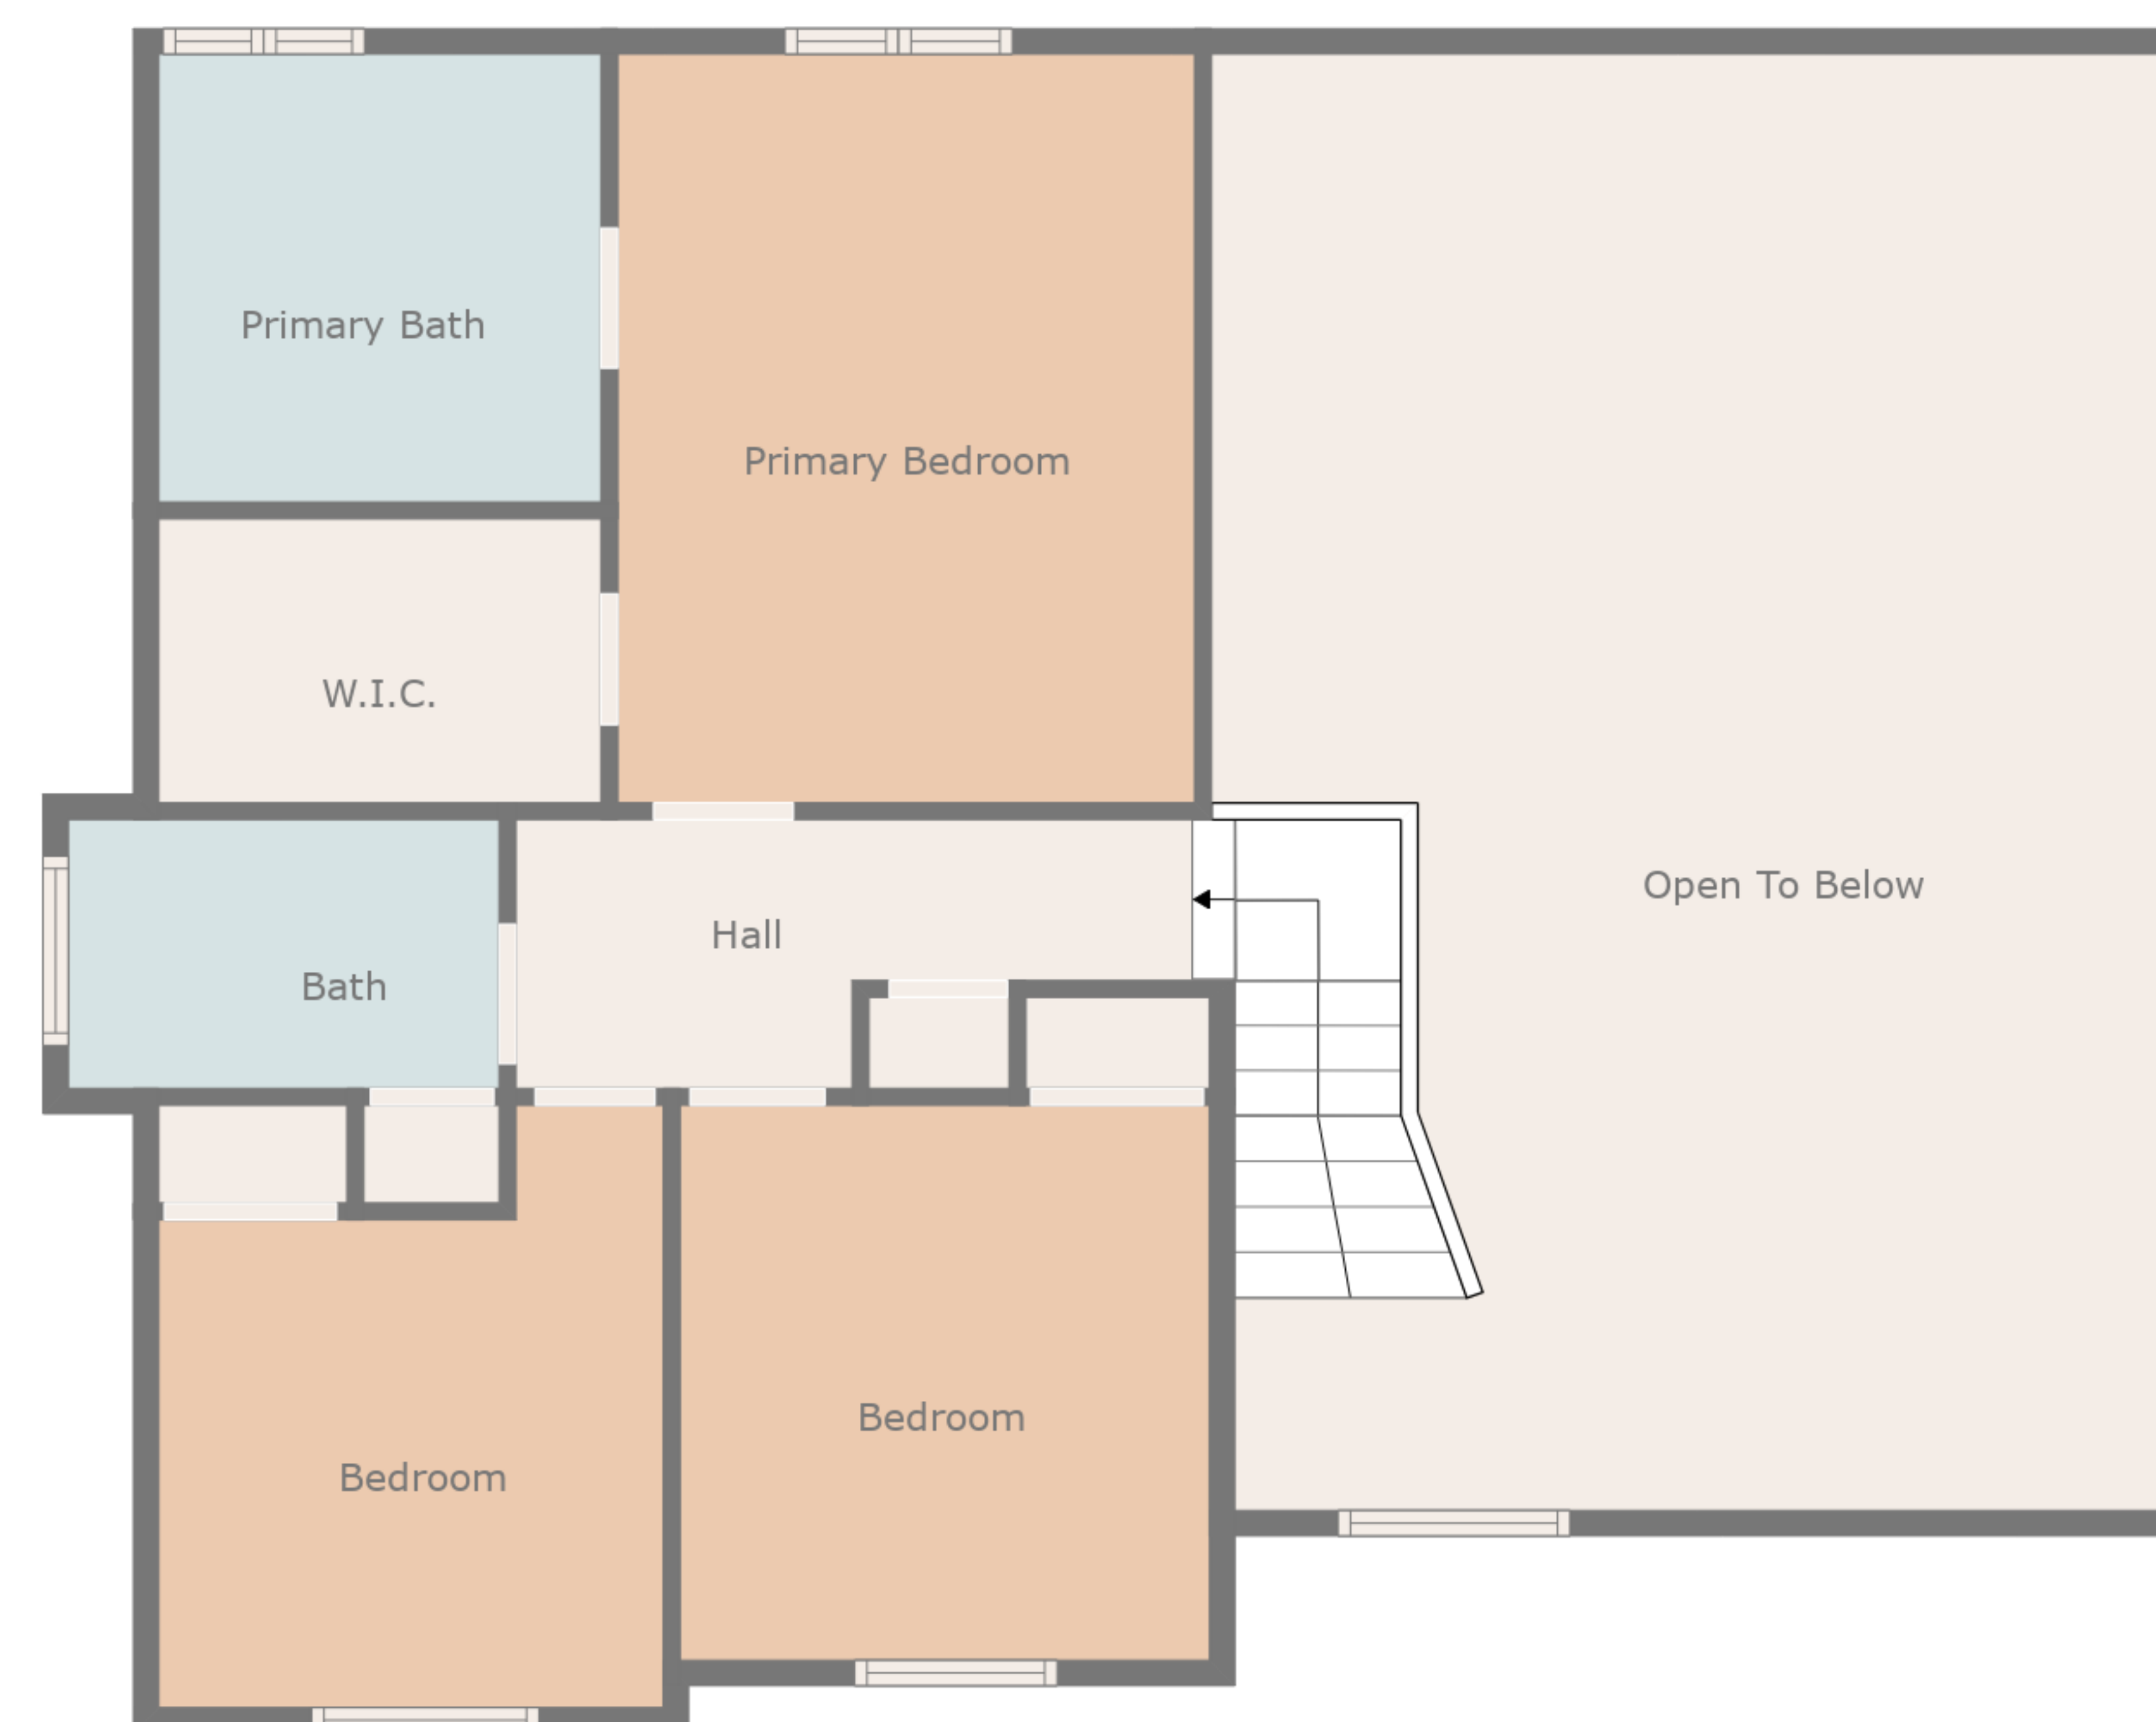 Primary Bath
Primary Bedroom
W.I.C.
Open To Below
Hall
Bath
Bedroom
Bedroom